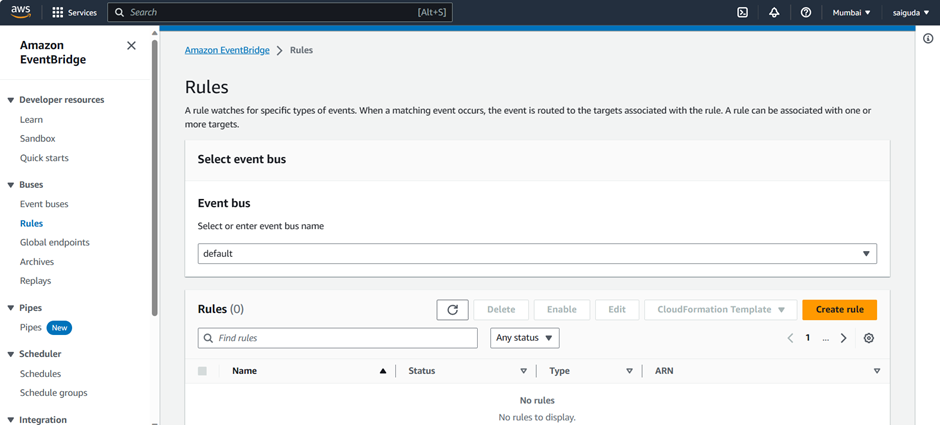 aws Services Search [Alt+S] Mumbai saiguda
Amazon EventBridge
Developer resources
Learn
Sandbox
Quick starts
Buses
Event buses
Rules
Global endpoints
Archives
Replays
Pipes
Pipes New
Scheduler
Schedules
Schedule groups
Integration
Amazon EventBridge Rules
Rules
A rule watches for specific types of events. When a matching event occurs, the event is routed to the targets associated with the rule. A rule can be associated with one or
more targets.
Select event bus
Event bus
Select or enter event bus name
default
Rules (0) Delete Enable Edit CloudFormation Template Create rule
Find rules Any status 1 ...
Name Status Type ARN
No rules
No rules to display.